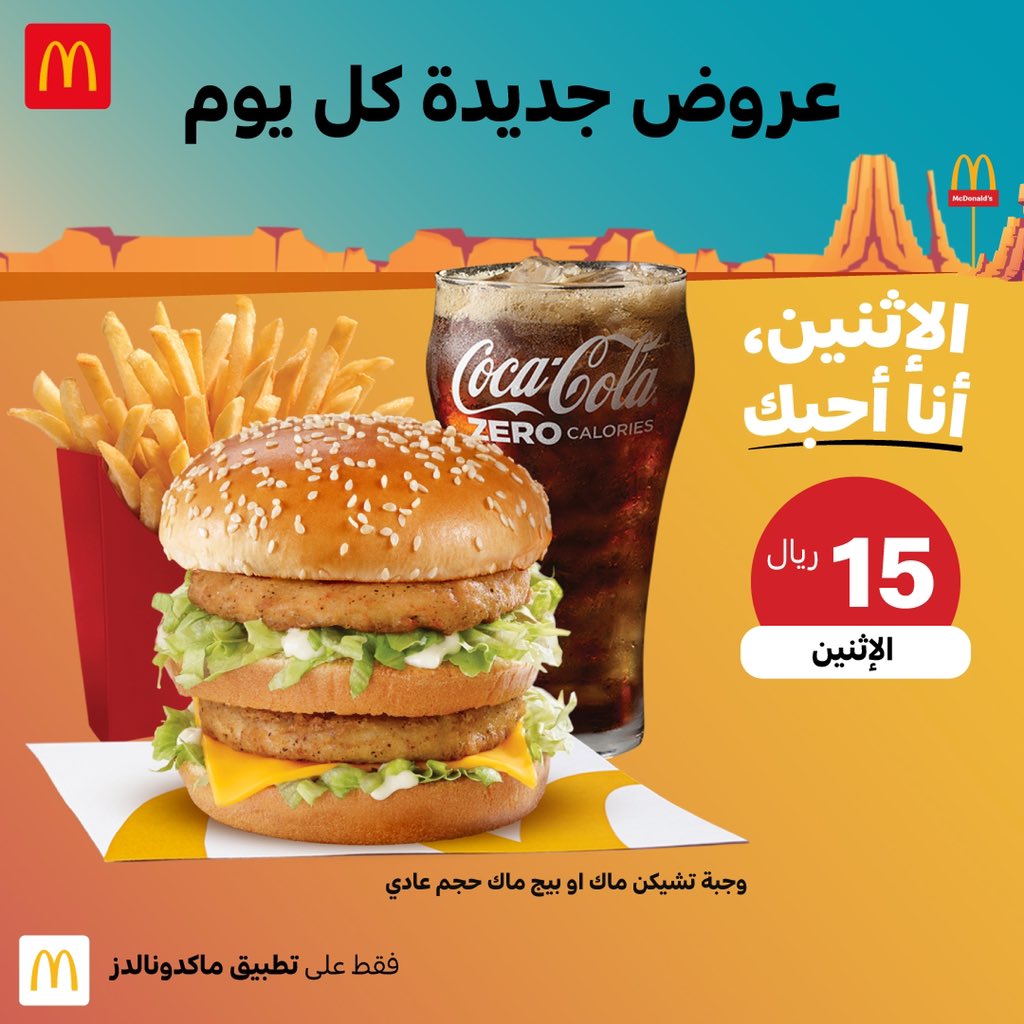 عروض جديدة كل يوم
McDonald's
الاثنين،
أنا أحبك
Coca-Cola
ZERO CALORIES
15 ريال
الإثنين
وجبة تشيكن ماك او بيج ماك حجم عادي
فقط على تطبيق ماكدونالدز